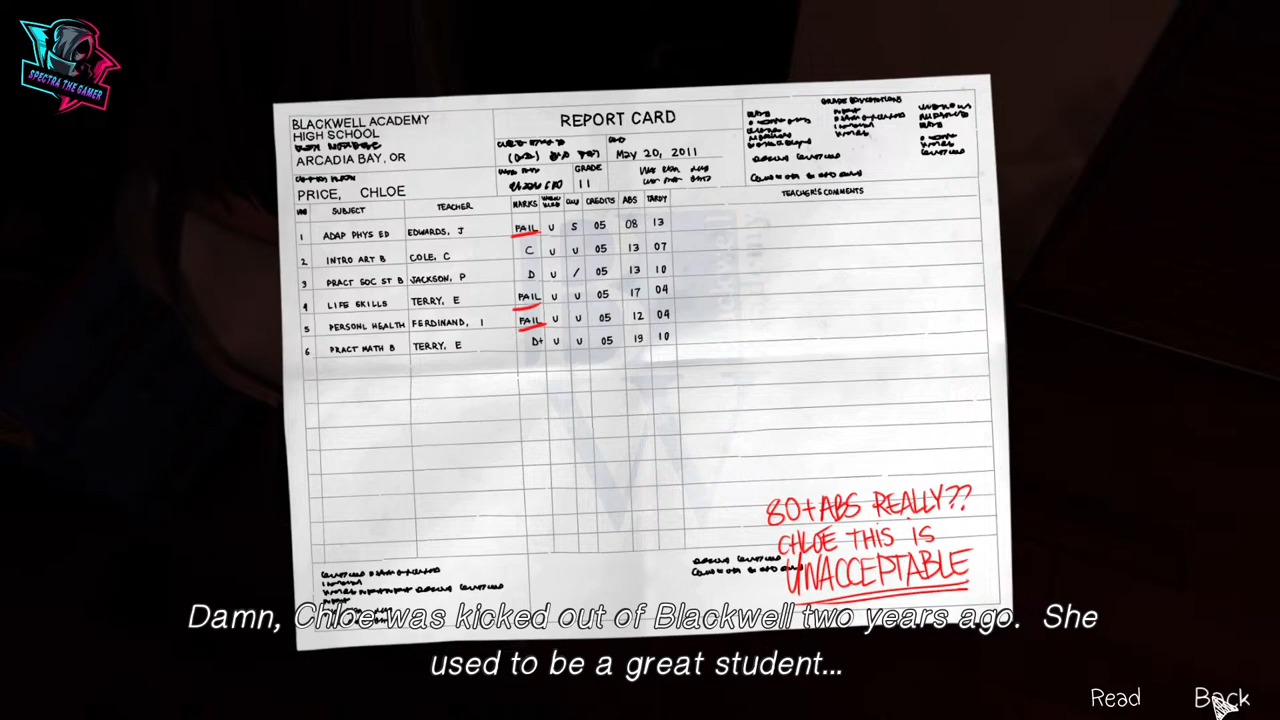 SPECTRA THE GAMER
BLACKWELL ACADEMY
HIGH SCHOOL
ARCADIA BAY, OR
PRICE, CHLOE
REPORT CARD
May 20, 2011
GRADE
11
SUBJECT TEACHER MARKS CREDITS ABS TARDY TEACHER'S COMMENTS
1 ADAP PHYS ED EDWARDS, J FAIL U S 05 08 13
2 INTRO ART B COLE, C C U U 05 13 07
3 PRACT SOC ST B JACKSON, P D U / 05 13 10
4 LIFE SKILLS TERRY, E FAIL U U 05 17 04
5 PERSONL HEALTH FERDINAND, I FAIL U U 05 12 04
6 PRACT MATH B TERRY, E D+ U U 05 19 10
80+ABS REALLY??
CHLOE THIS IS
UNACCEPTABLE
Damn, Chloe was kicked out of Blackwell two years ago. She
used to be a great student...
Read Back